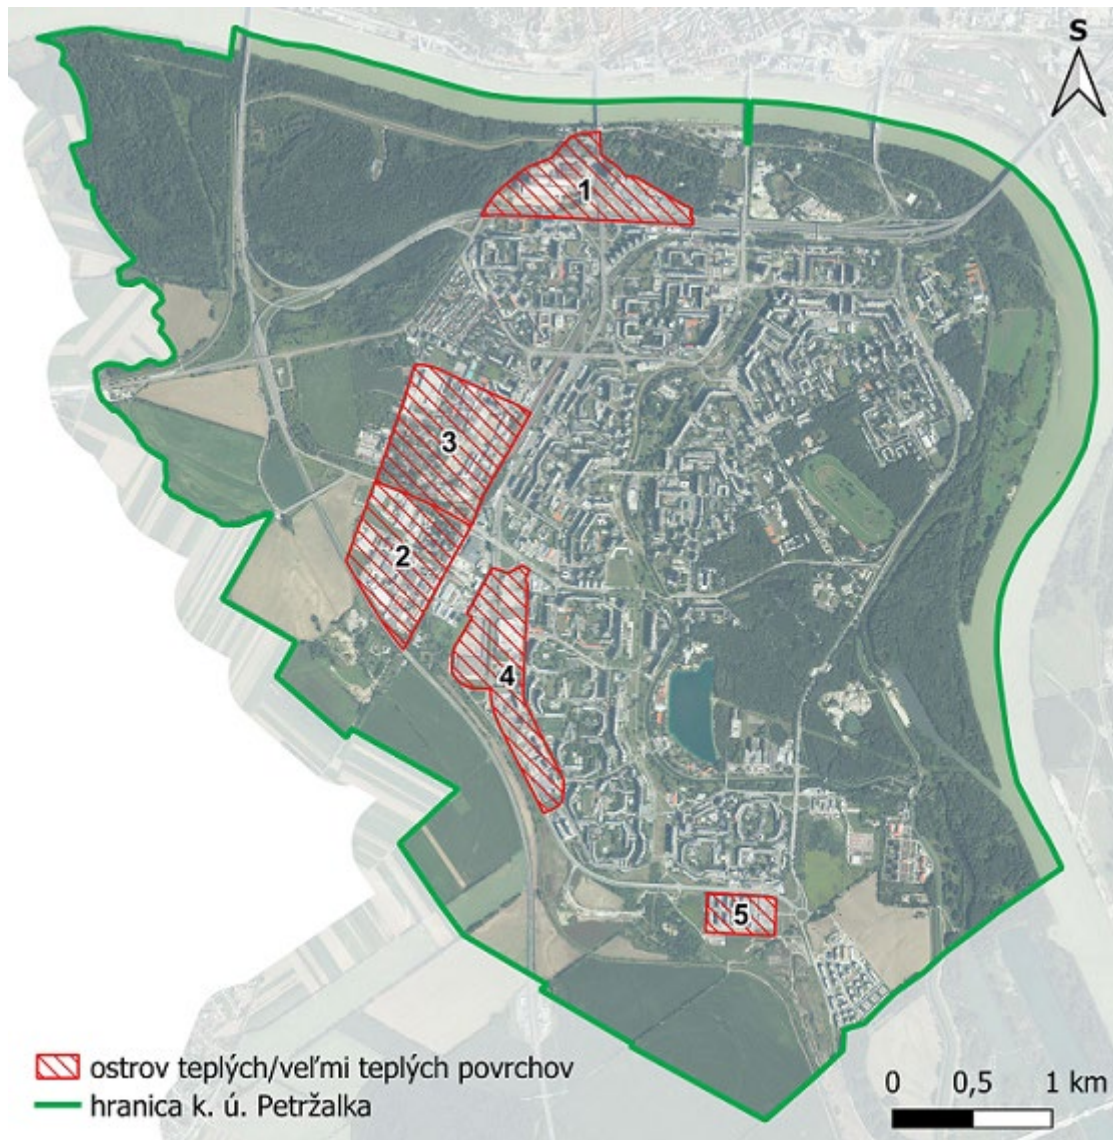 S
1
3
2
4
5
ostrov teplých/veľmi teplých povrchov
hranica k. ú. Petržalka
0 0,5 1 km